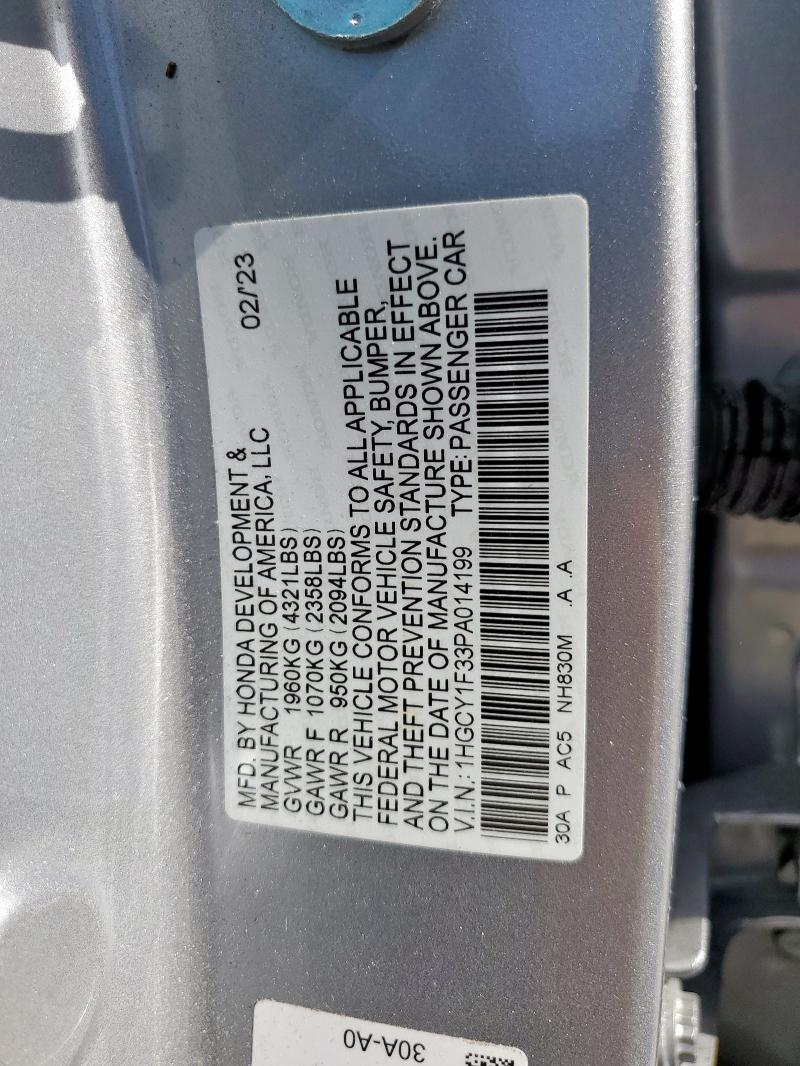 MFD. BY HONDA DEVELOPMENT &
MANUFACTURING OF AMERICA, LLC 02/'23
GVWR 1960KG (4321LBS)
GAWR F 1070KG (2358LBS)
GAWR R 950KG (2094LBS)
THIS VEHICLE CONFORMS TO ALL APPLICABLE
FEDERAL MOTOR VEHICLE SAFETY, BUMPER,
AND THEFT PREVENTION STANDARDS IN EFFECT
ON THE DATE OF MANUFACTURE SHOWN ABOVE.
V.I.N.: 1HGCY1F33PA014199 TYPE: PASSENGER CAR
30A P AC5 NH830M .A .A
30A-A0